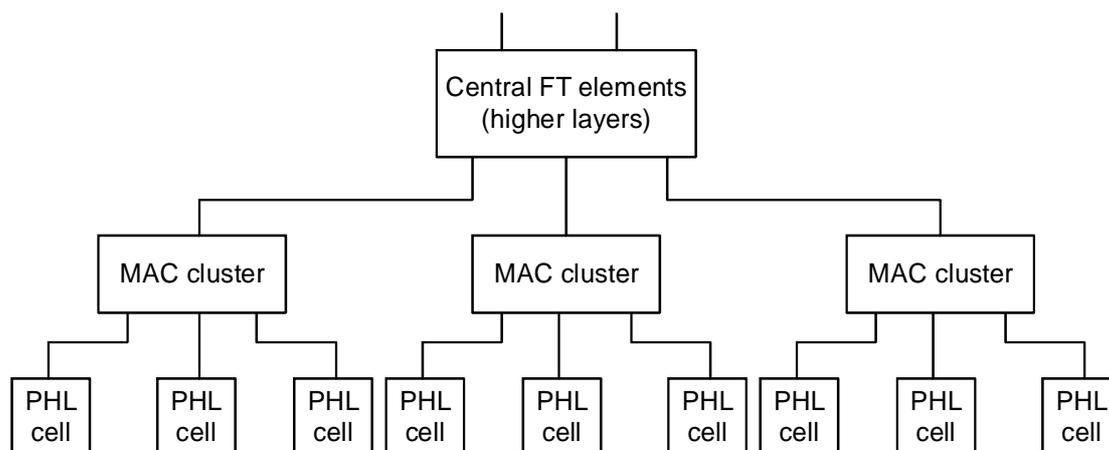 Central FT elements
(higher layers)
MAC cluster
MAC cluster
MAC cluster
PHL
cell
PHL
cell
PHL
cell
PHL
cell
PHL
cell
PHL
cell
PHL
cell
PHL
cell
PHL
cell